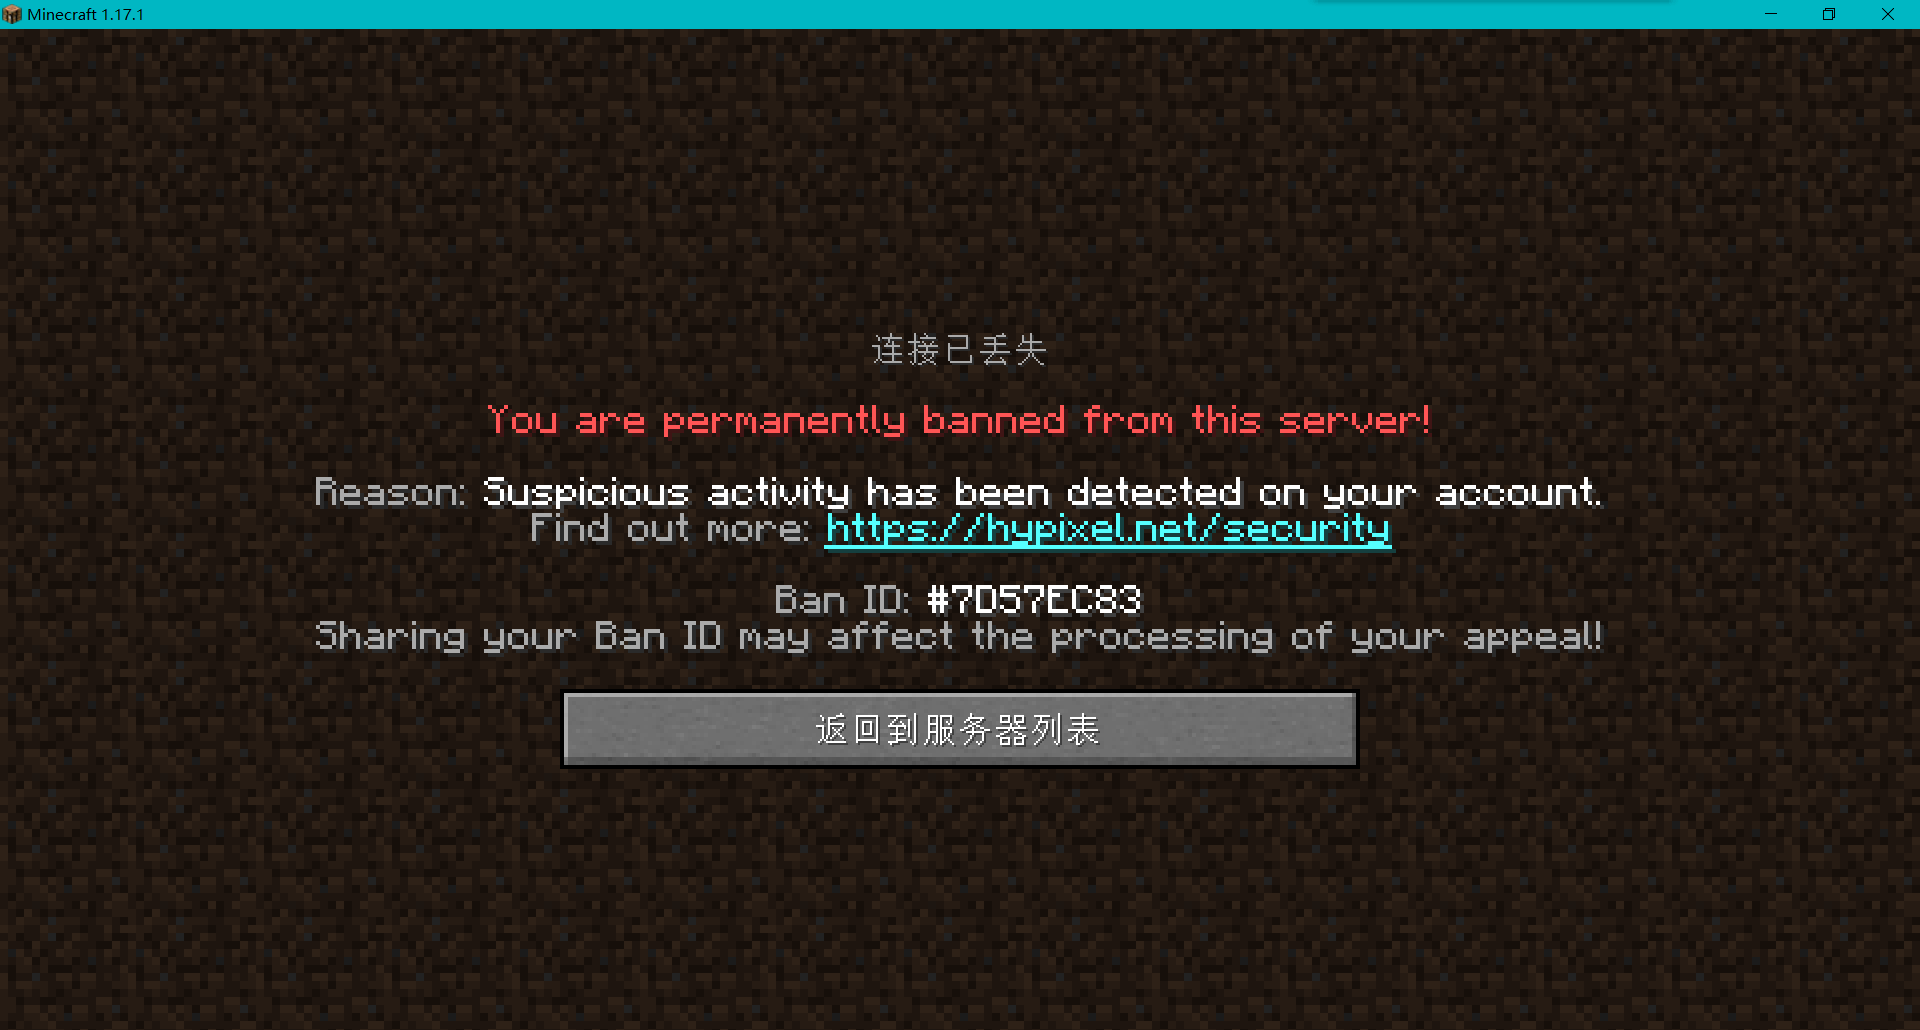 Minecraft 1.17.1
连接已丢失
You are permanently banned from this server!
Reason: Suspicious activity has been detected on your account.
Find out more: https://hypixel.net/security
Ban ID: #7D57EC83
Sharing your Ban ID may affect the processing of your appeal!
返回到服务器列表